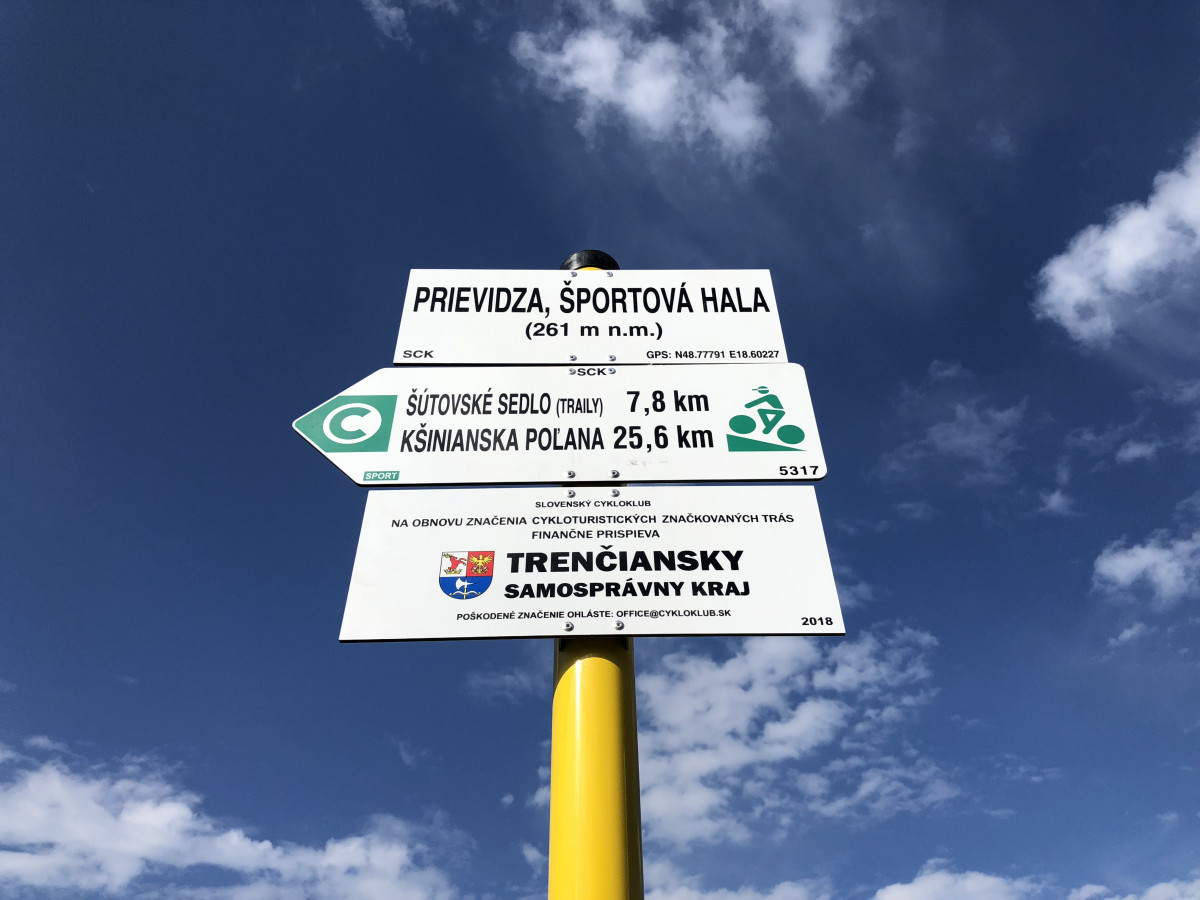 PRIEVIDZA, ŠPORTOVÁ HALA
(261 m n.m.)
SCK GPS: N48.77791 E18.60227
SCK
C ŠÚTOVSKÉ SEDLO (TRAILY) 7,8 km
KŠINIANSKA POĽANA 25,6 km
SPORT 5317
SLOVENSKÝ CYKLOKLUB
NA OBNOVU ZNAČENIA CYKLOTURISTICKÝCH ZNAČKOVANÝCH TRÁS
FINANČNE PRISPIEVA
TRENČIANSKY
SAMOSPRÁVNY KRAJ
POŠKODENÉ ZNAČENIE OHLÁSTE: OFFICE@CYKLOKLUB.SK
2018